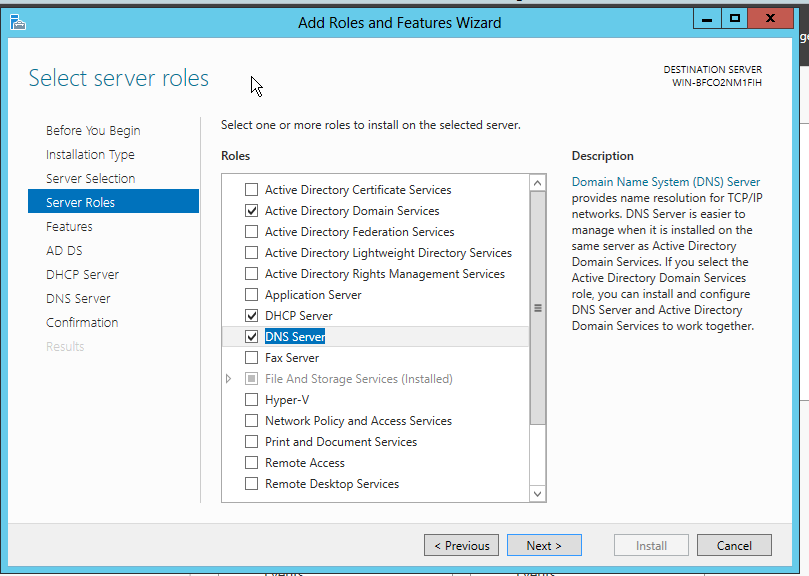 Add Roles and Features Wizard
X
Select server roles
DESTINATION SERVER
WIN-BFCO2NM1FIH
Before You Begin
Installation Type
Server Selection
Server Roles
Features
AD DS
DHCP Server
DNS Server
Confirmation
Results
Select one or more roles to install on the selected server.
Roles
Active Directory Certificate Services
Active Directory Domain Services
Active Directory Federation Services
Active Directory Lightweight Directory Services
Active Directory Rights Management Services
Application Server
DHCP Server
DNS Server
Fax Server
File And Storage Services (Installed)
Hyper-V
Network Policy and Access Services
Print and Document Services
Remote Access
Remote Desktop Services
Description
Domain Name System (DNS) Server
provides name resolution for TCP/IP
networks. DNS Server is easier to
manage when it is installed on the
same server as Active Directory
Domain Services. If you select the
Active Directory Domain Services
role, you can install and configure
DNS Server and Active Directory
Domain Services to work together.
< Previous
Next >
Install
Cancel